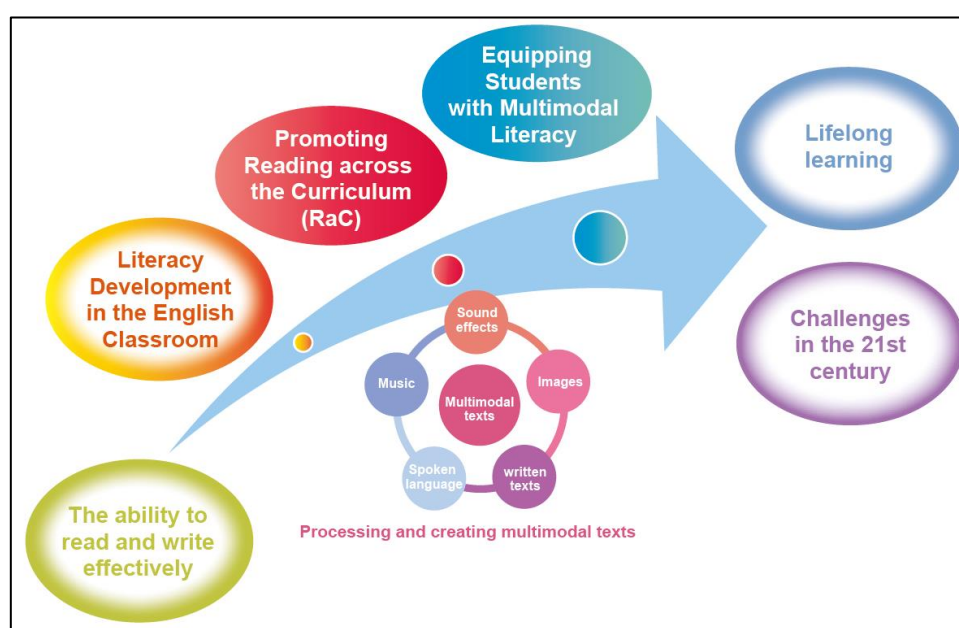 Equipping
Students
with Multimodal
Literacy
Promoting
Reading across
the Curriculum
(RaC)
Literacy
Development
in the English
Classroom
The ability to
read and write
effectively
Lifelong
learning
Challenges
in the 21st
century
Sound
effects
Music
Images
Multimodal
texts
Spoken
language
written
texts
Processing and creating multimodal texts